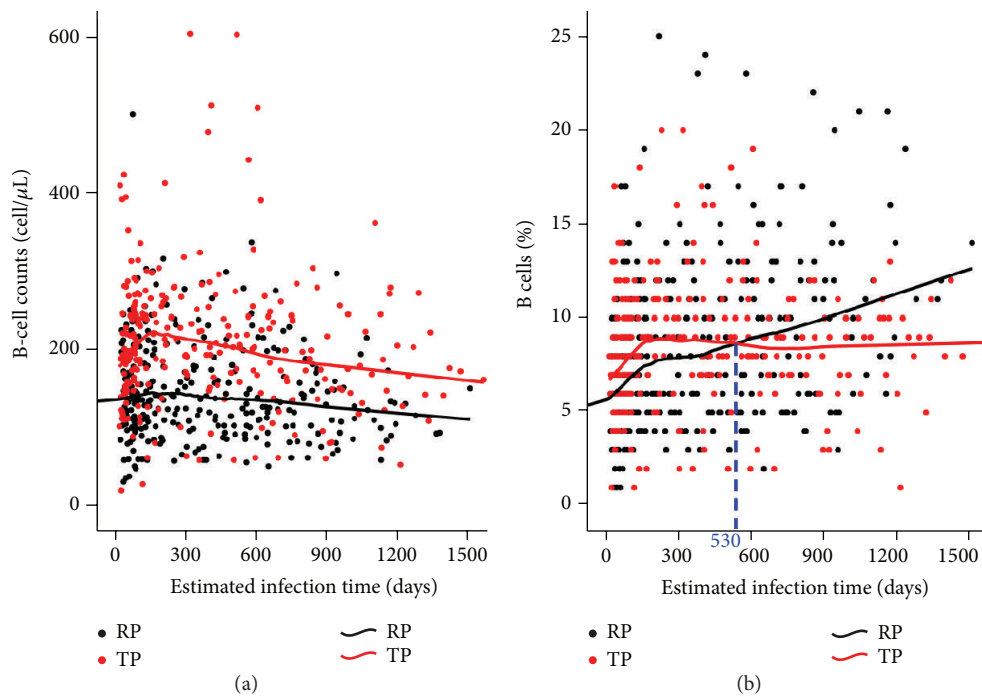 600
400
200
0
B-cell counts (cell/μL)
0 300 600 900 1200 1500
Estimated infection time (days)
RP RP
TP TP
(a)
25
20
15
10
5
0
B cells (%)
530
0 300 600 900 1200 1500
Estimated infection time (days)
RP RP
TP TP
(b)